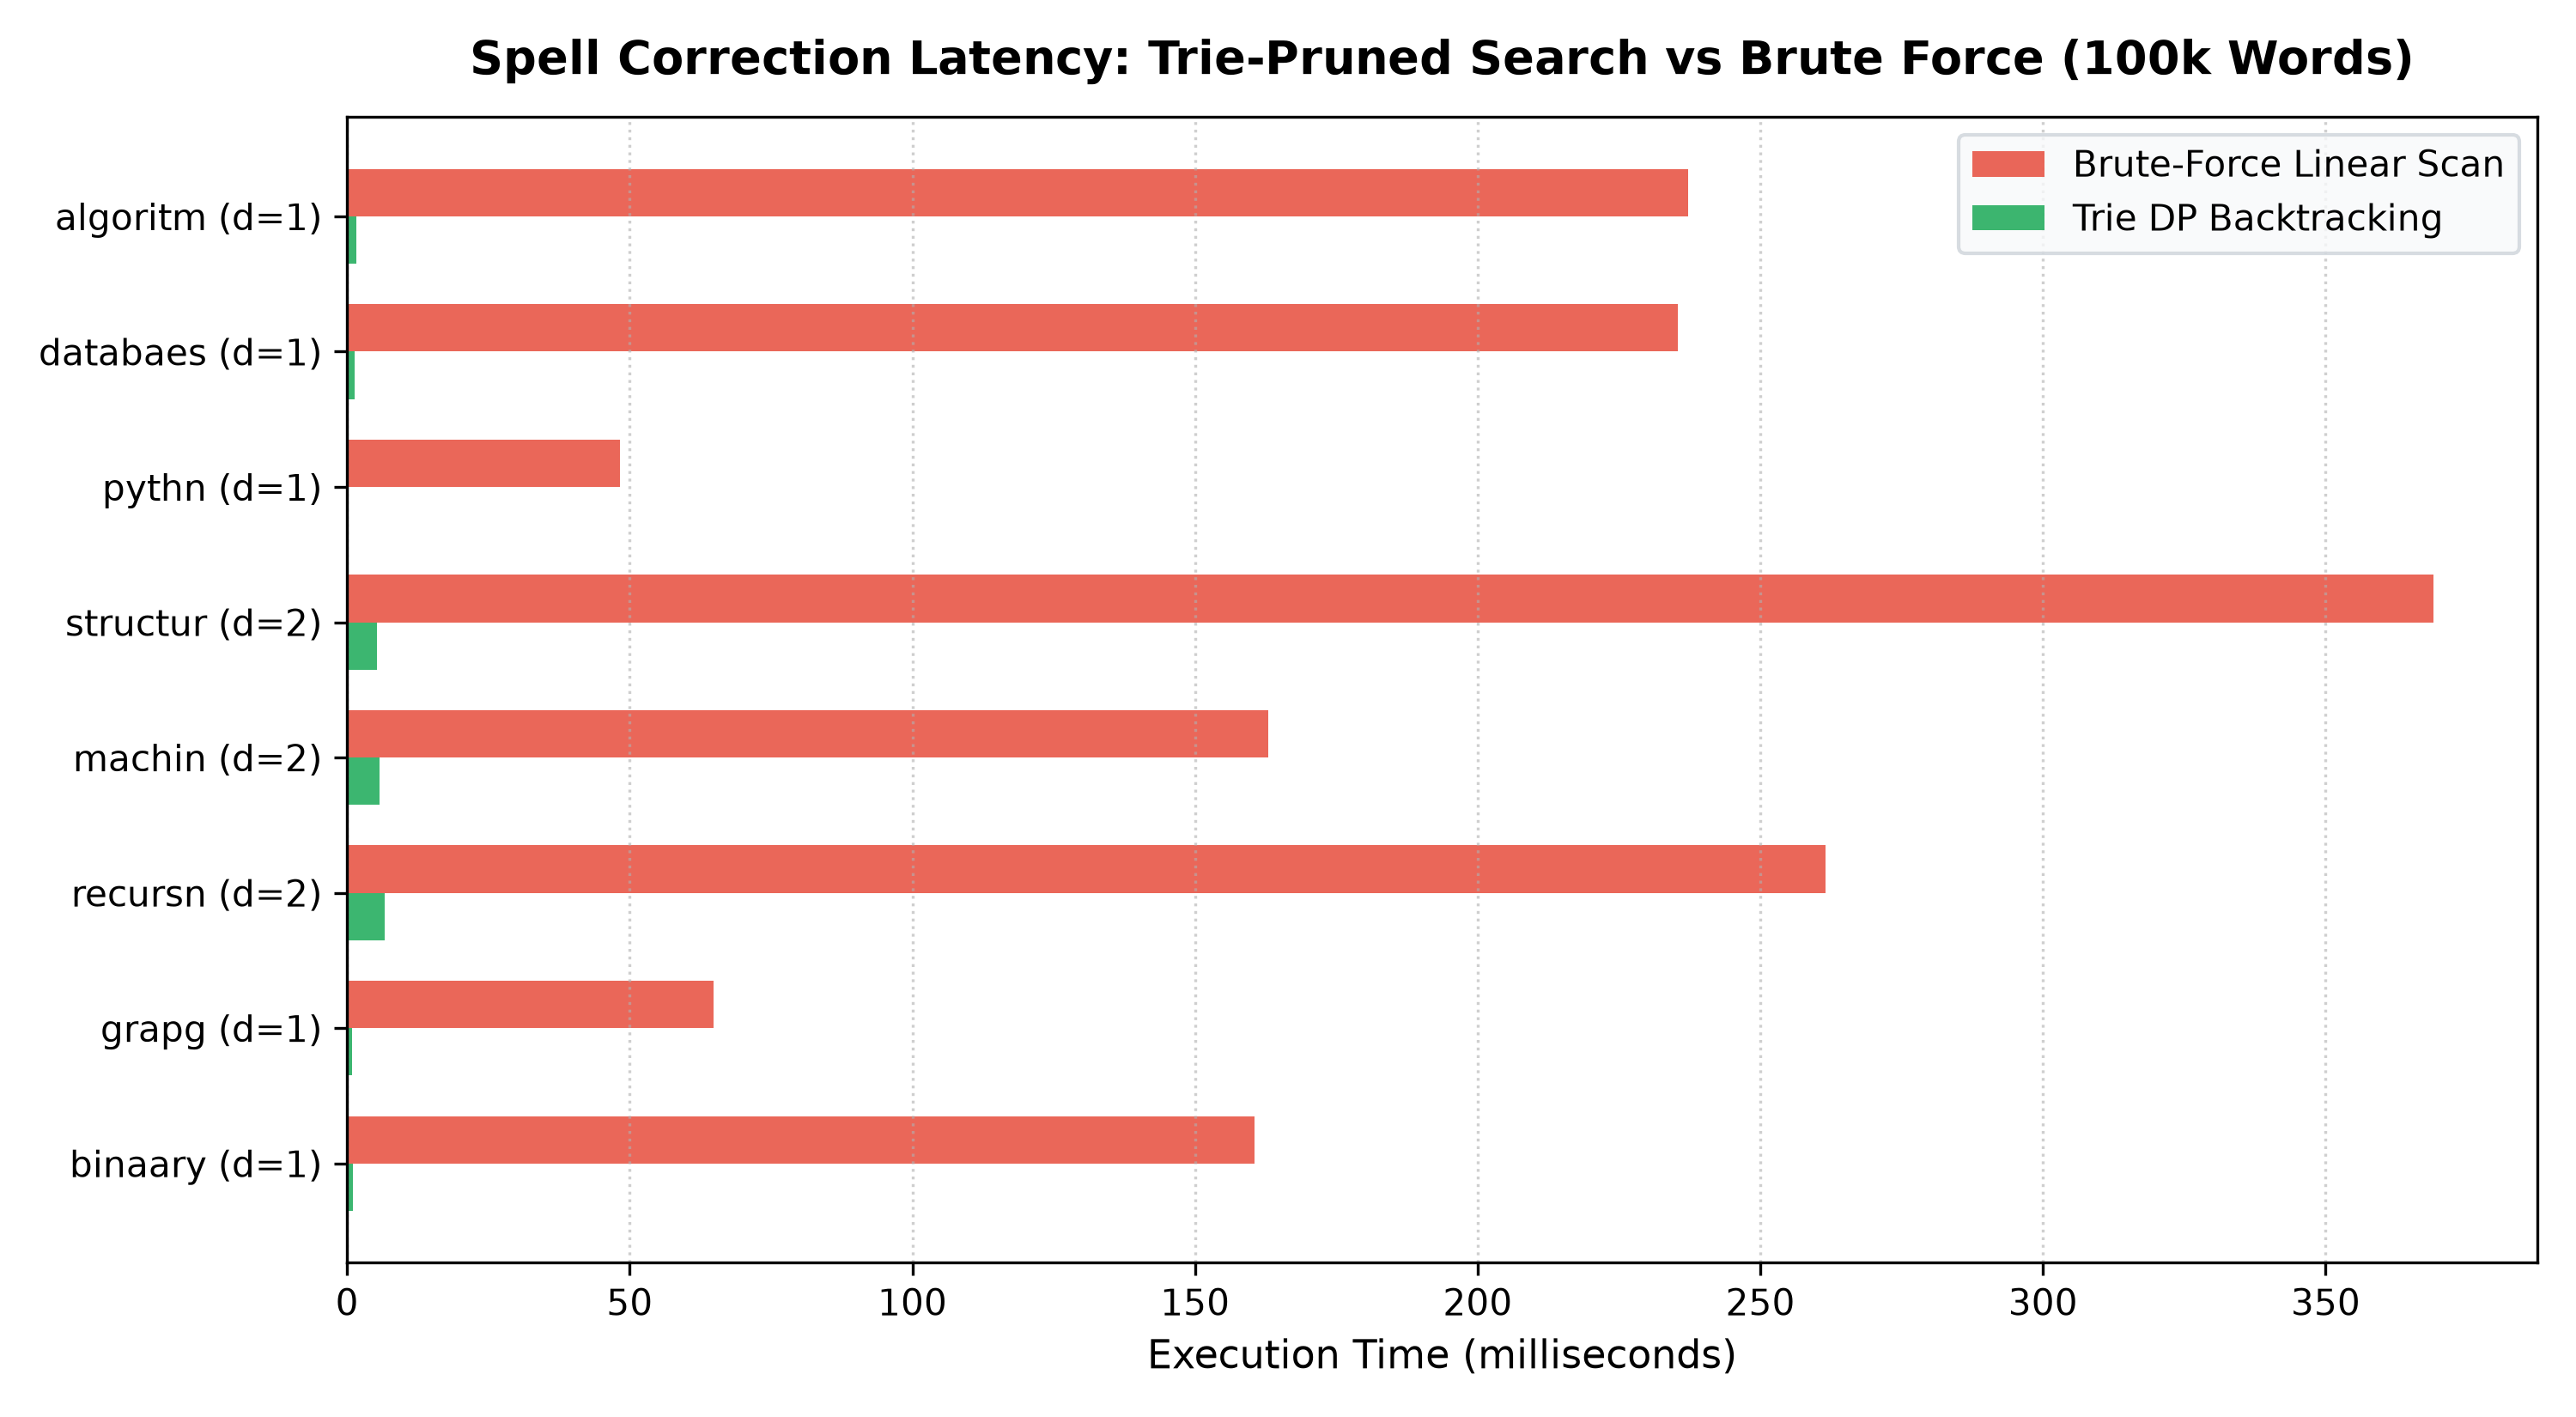 Spell Correction Latency: Trie-Pruned Search vs Brute Force (100k Words)
Brute-Force Linear Scan
Trie DP Backtracking
algoritm (d=1)
databaes (d=1)
pythn (d=1)
structur (d=2)
machin (d=2)
recursn (d=2)
grapg (d=1)
binaary (d=1)
0 50 100 150 200 250 300 350
Execution Time (milliseconds)